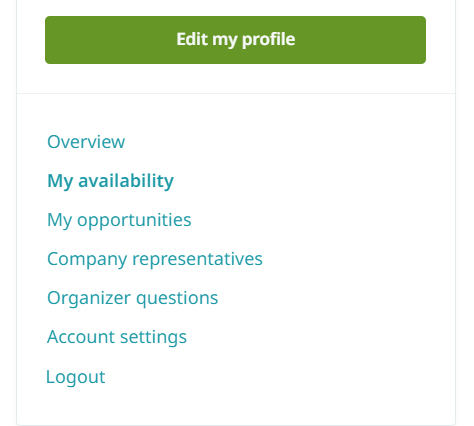 Edit my profile
Overview
My availability
My opportunities
Company representatives
Organizer questions
Account settings
Logout